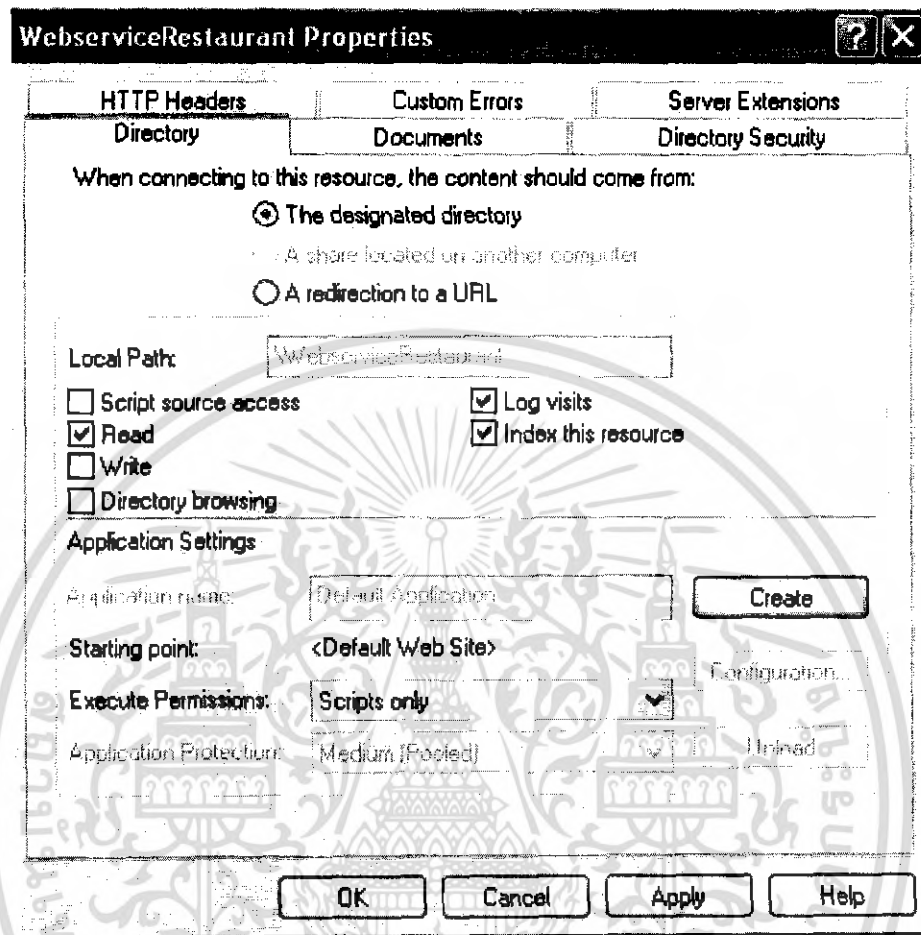 WebserviceRestaurant Properties
HTTP Headers Custom Errors Server Extensions
Directory Documents Directory Security
When connecting to this resource, the content should come from:
The designated directory
A share located on another computer
A redirection to a URL
Local Path: \WebserviceRestaurant
Script source access Log visits
Read Index this resource
Write
Directory browsing
Application Settings
Application name: Default Application Create
Starting point: <Default Web Site>
Configuration...
Execute Permissions: Scripts only
Application Protection: Medium (Pooled) Unload
OK Cancel Apply Help